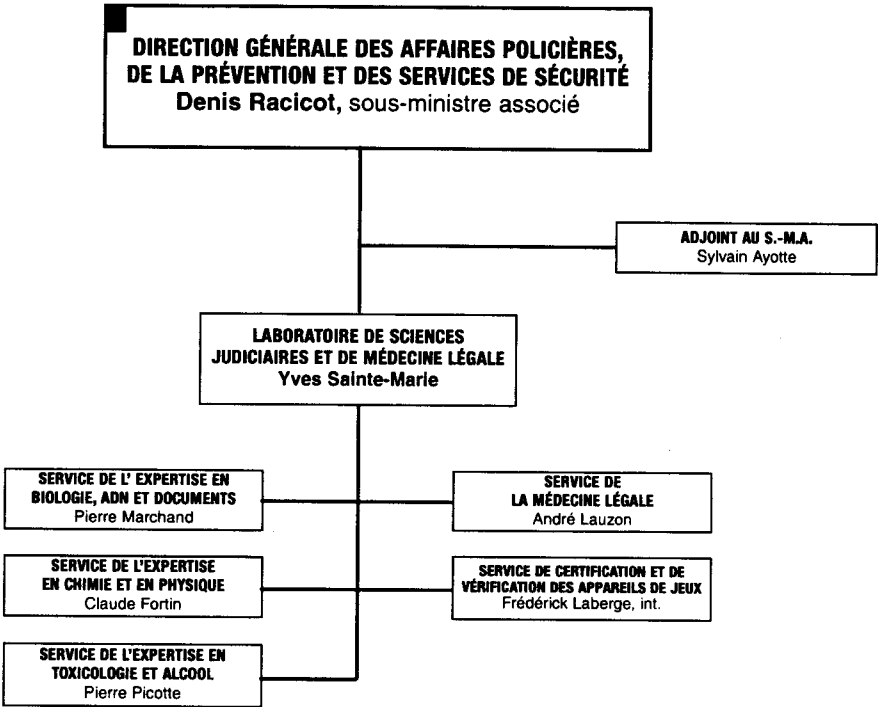 DIRECTION GÉNÉRALE DES AFFAIRES POLICIÈRES,
DE LA PRÉVENTION ET DES SERVICES DE SÉCURITÉ
Denis Racicot, sous-ministre associé
ADJOINT AU S.-M.A.
Sylvain Ayotte
LABORATOIRE DE SCIENCES
JUDICIAIRES ET DE MÉDECINE LÉGALE
Yves Sainte-Marie
SERVICE DE L' EXPERTISE EN
BIOLOGIE, ADN ET DOCUMENTS
Pierre Marchand
SERVICE DE
LA MÉDECINE LÉGALE
André Lauzon
SERVICE DE L'EXPERTISE
EN CHIMIE ET EN PHYSIQUE
Claude Fortin
SERVICE DE CERTIFICATION ET DE
VÉRIFICATION DES APPAREILS DE JEUX
Frédérick Laberge, int.
SERVICE DE L'EXPERTISE EN
TOXICOLOGIE ET ALCOOL
Pierre Picotte